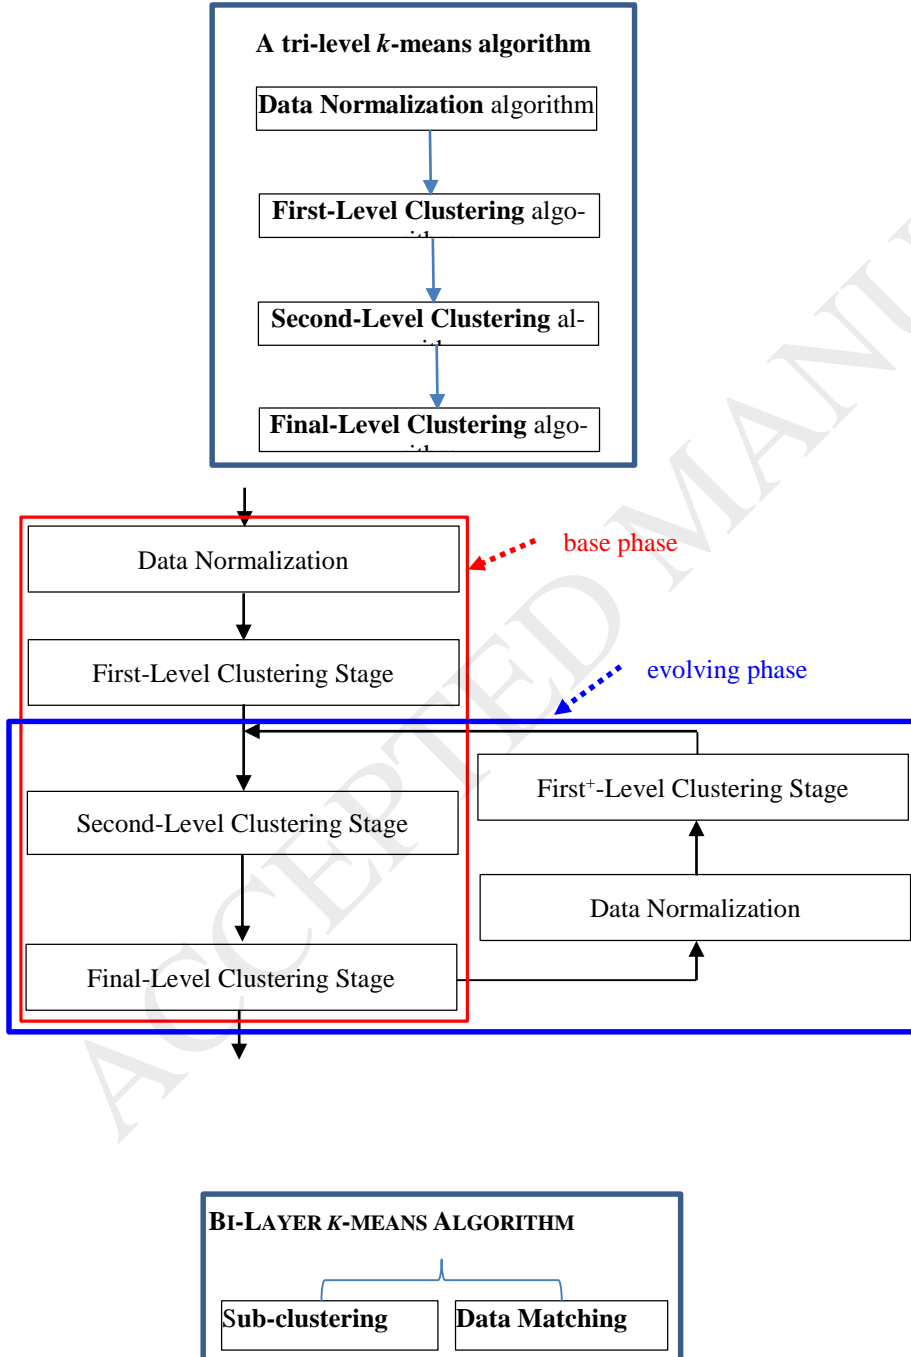 A tri-level k-means algorithm
Data Normalization algorithm
First-Level Clustering algo-
Second-Level Clustering al-
Final-Level Clustering algo-
Data Normalization
base phase
First-Level Clustering Stage
evolving phase
First+-Level Clustering Stage
Second-Level Clustering Stage
Data Normalization
Final-Level Clustering Stage
ACCEPTED MANU
BI-LAYER K-MEANS ALGORITHM
Sub-clustering
Data Matching